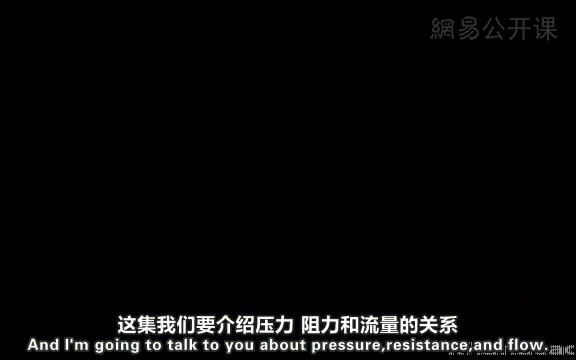 網易公开课
这集我们要介绍压力 阻力和流量的关系
And I'm going to talk to you about pressure,resistance,and flow.